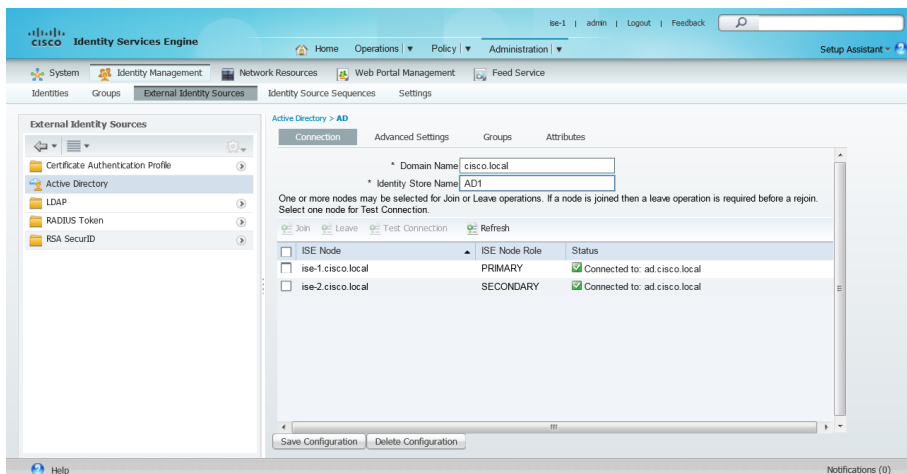 ise-1 | admin | Logout | Feedback
cisco Identity Services Engine
Home Operations | ▼ Policy | ▼ Administration | ▼
Setup Assistant
System Identity Management Network Resources Web Portal Management Feed Service
Identities Groups External Identity Sources Identity Source Sequences Settings
External Identity Sources
Certificate Authentication Profile
Active Directory
LDAP
RADIUS Token
RSA SecurID
Active Directory > AD
Connection Advanced Settings Groups Attributes
* Domain Name cisco.local
* Identity Store Name AD1
One or more nodes may be selected for Join or Leave operations. If a node is joined then a leave operation is required before a rejoin.
Select one node for Test Connection.
Join Leave Test Connection Refresh
ISE Node ISE Node Role Status
ise-1.cisco.local PRIMARY Connected to: ad.cisco.local
ise-2.cisco.local SECONDARY Connected to: ad.cisco.local
Save Configuration Delete Configuration
Help Notifications (0)